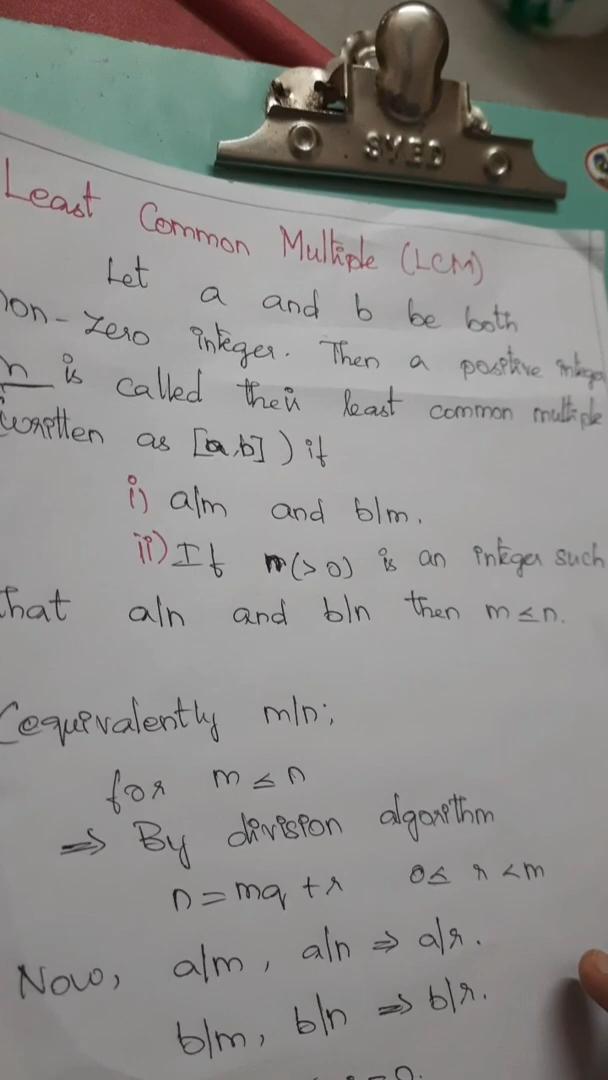 SYED
Least Common Multiple (LCM)
Let a and b be both
non-zero integer. Then a positive integer
is called their least common multiple
(written as [a,b]) if
i) a/m and b/m.
ii) If (>0) is an integer such
that a/n and b/n then m≤n.
(equivalently m/n;
for m≤n
⇒ By division algorithm
n=mq+r 0≤ r <m
Now, a/m, a/n ⇒ a/r.
b/m, b/n ⇒ b/r.
=0.